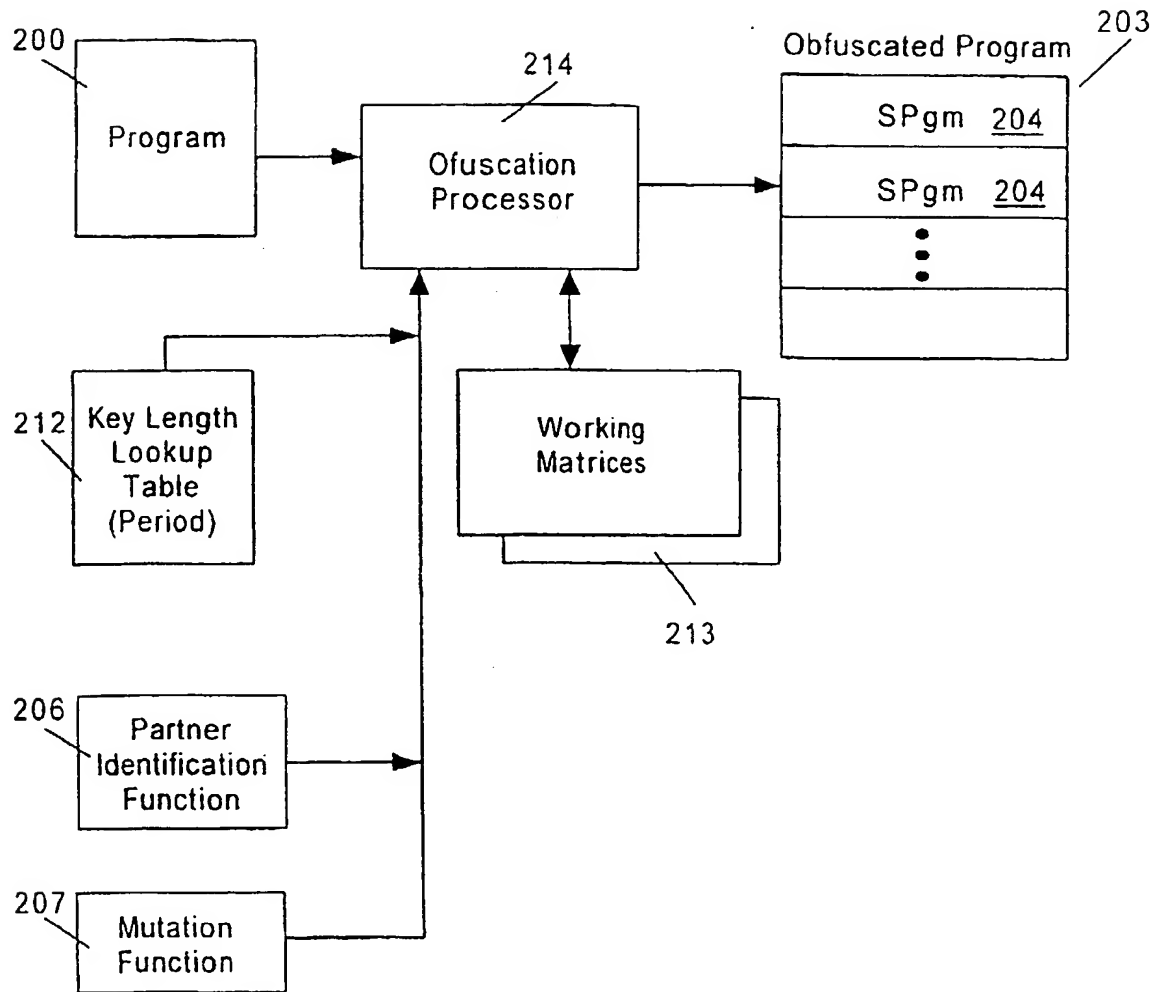 200
Program
214
Ofuscation
Processor
Obfuscated Program
203
SPgm 204
SPgm 204
212
Key Length
Lookup
Table
(Period)
Working
Matrices
213
206
Partner
Identification
Function
207
Mutation
Function